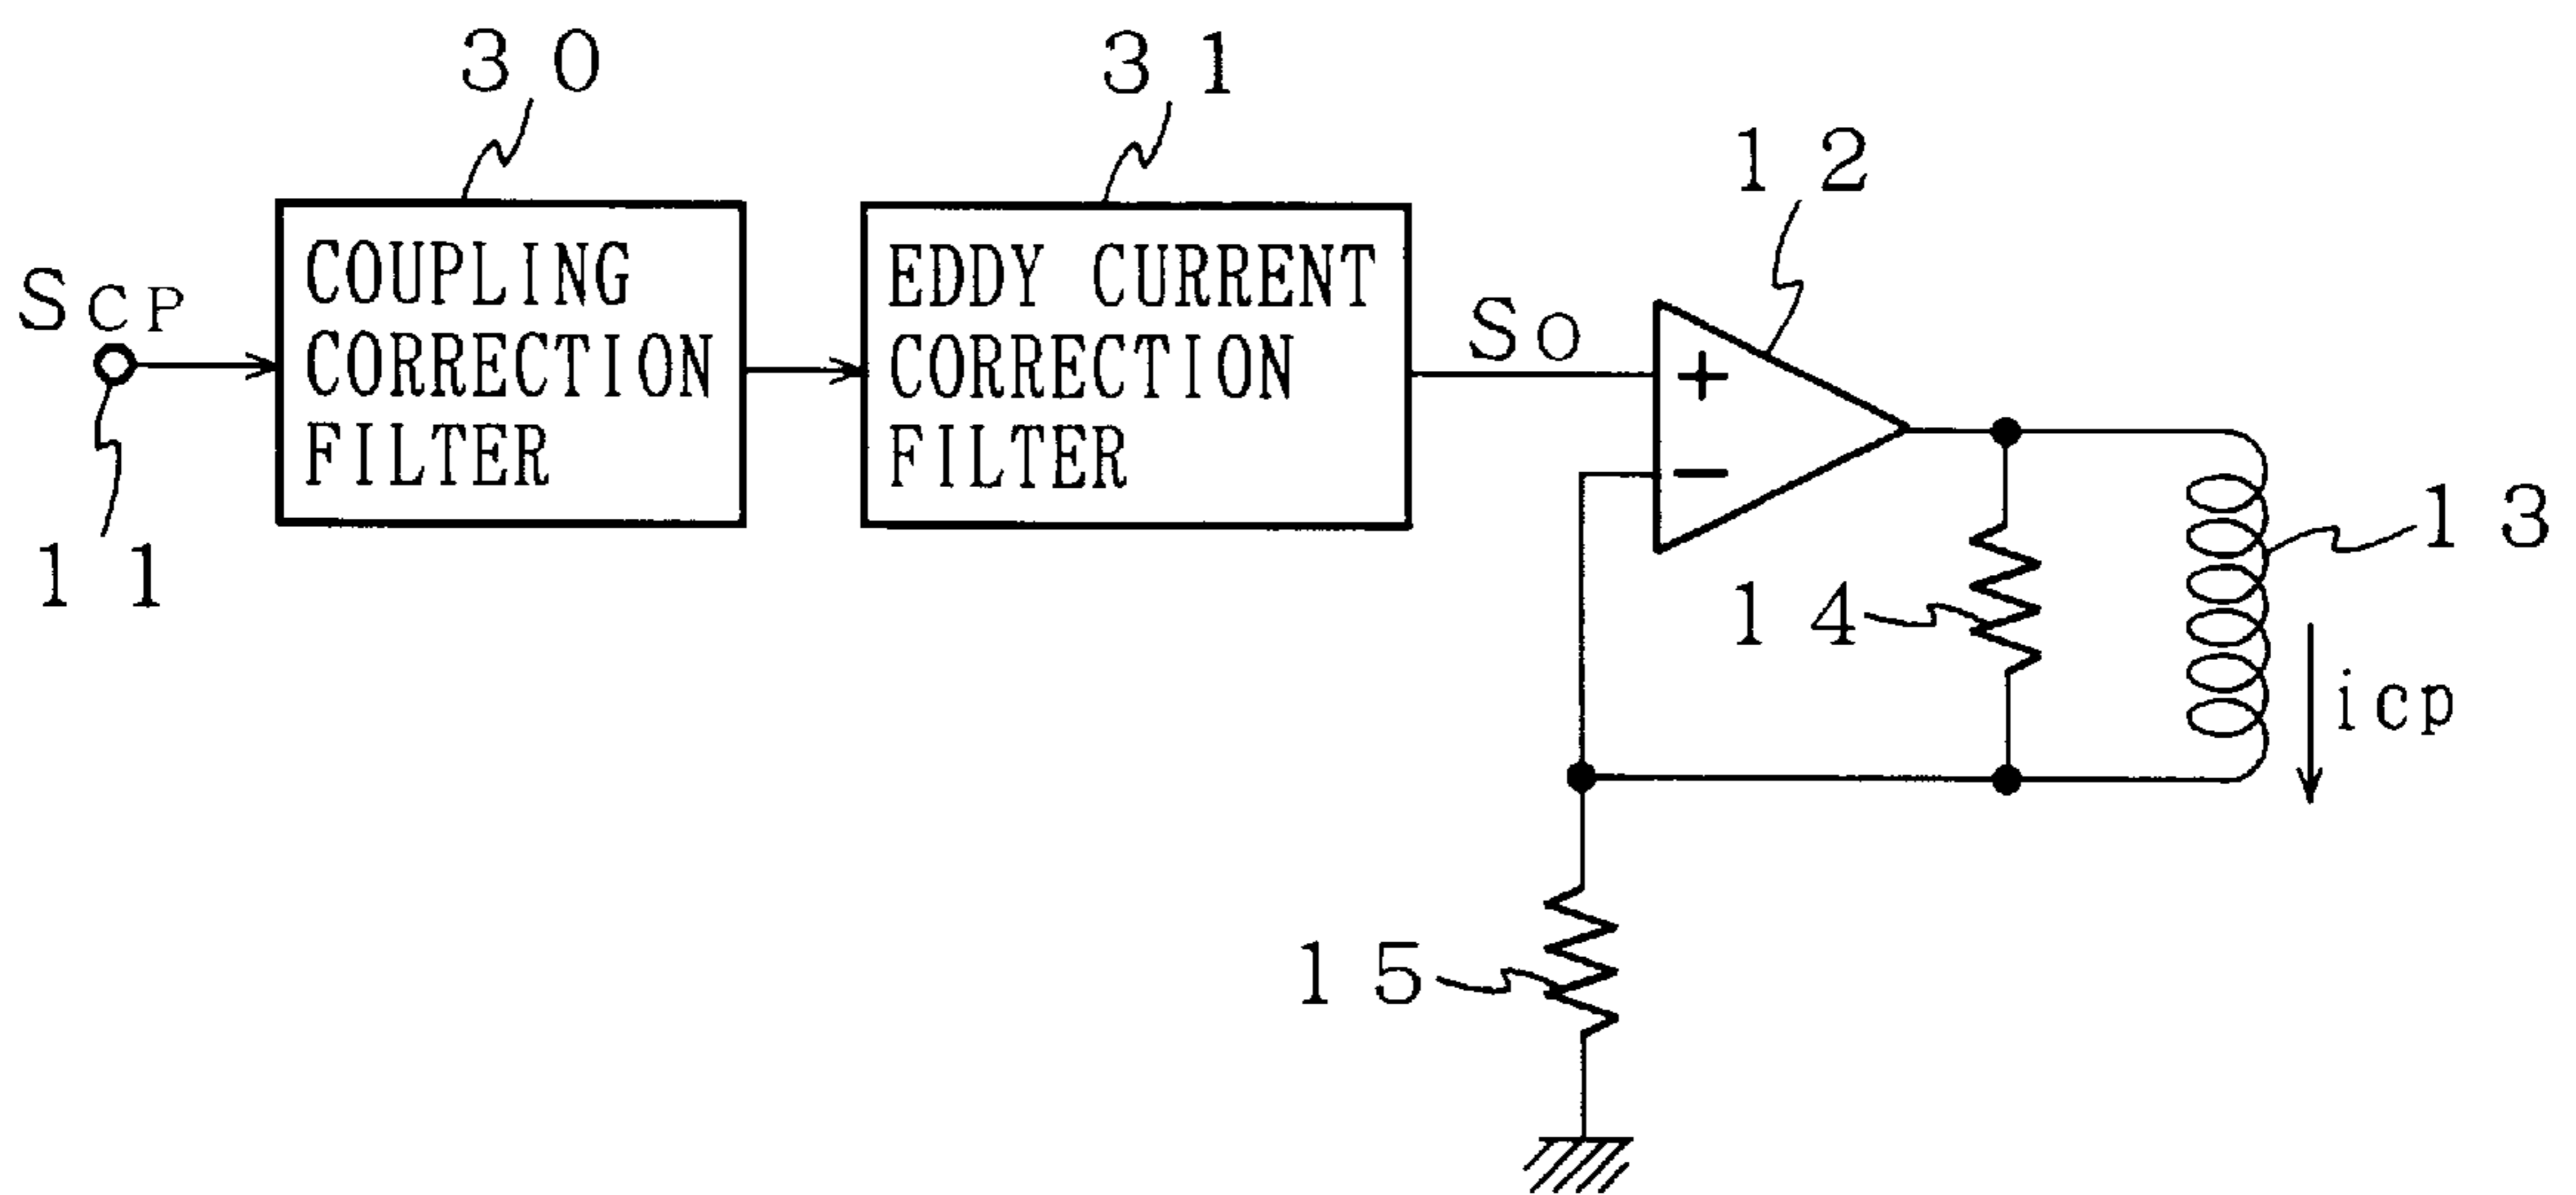 30
31
12
SCP
COUPLING
CORRECTION
FILTER
EDDY CURRENT
CORRECTION
FILTER
SO
+
−
11
13
14
icp
15